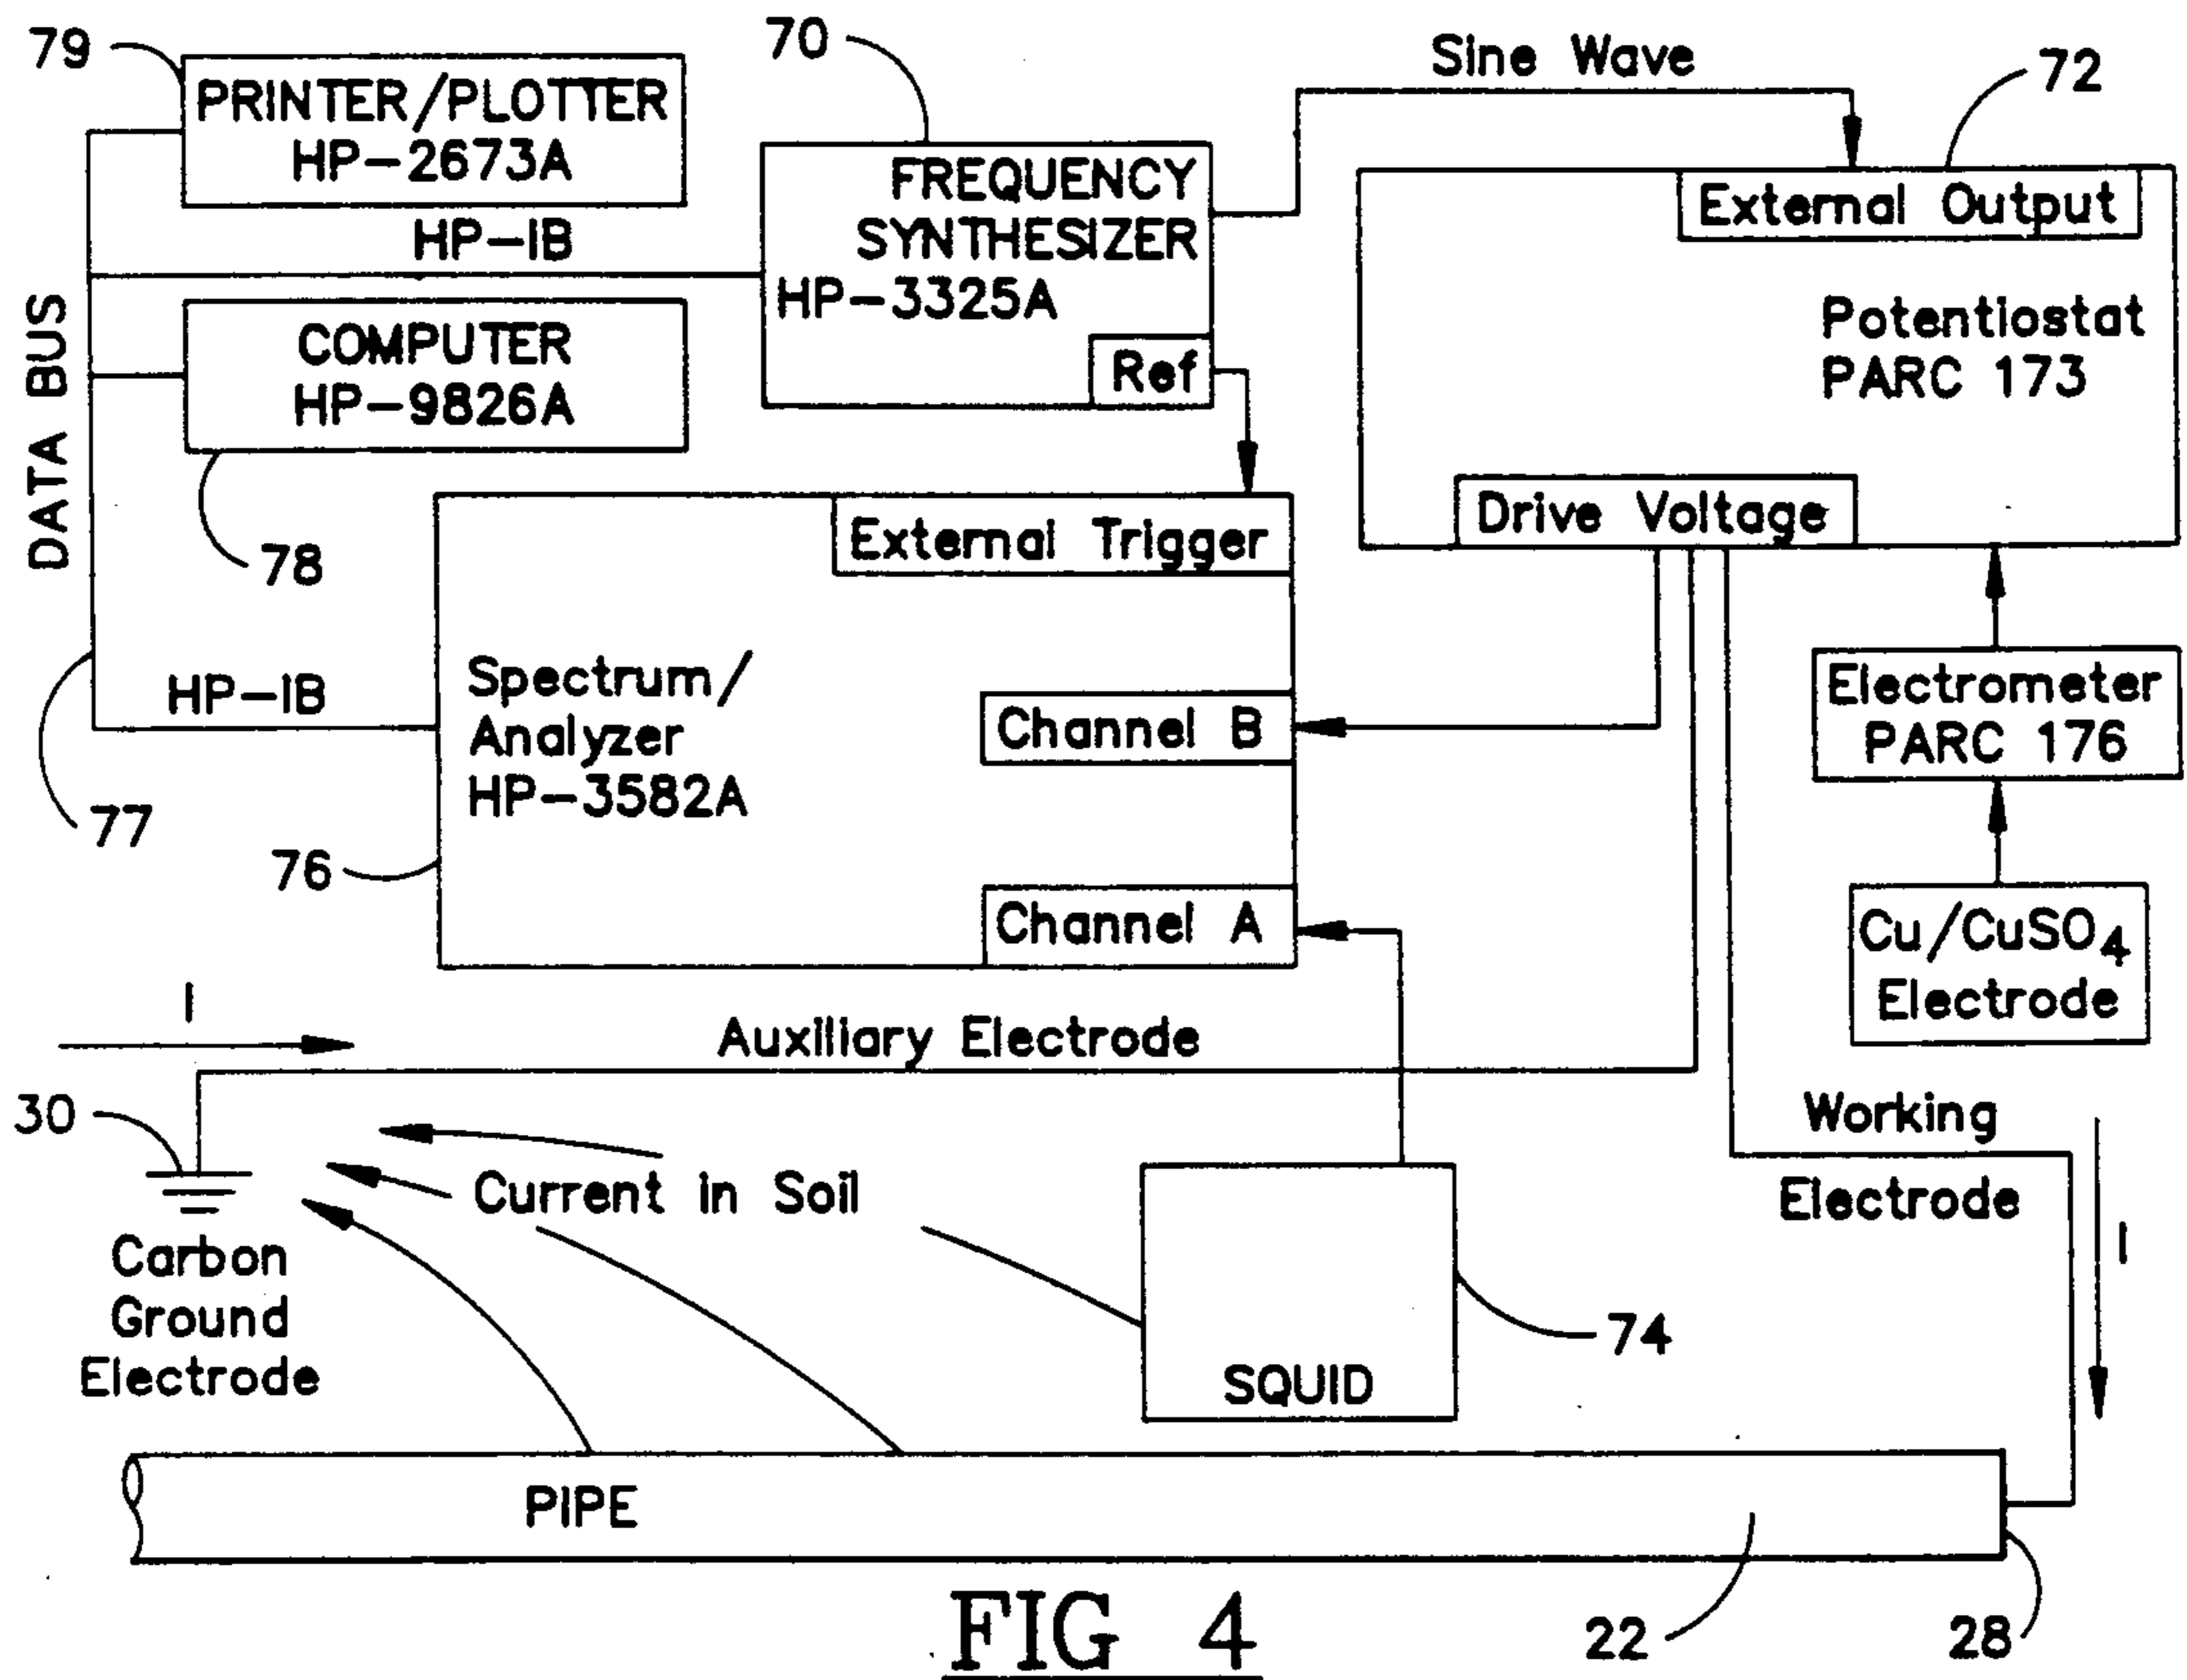 79
PRINTER/PLOTTER
HP-2673A
70
Sine Wave
72
FREQUENCY
SYNTHESIZER
HP-3325A
Ref
External Output
Potentiostat
PARC 173
Drive Voltage
HP-IB
DATA BUS
COMPUTER
HP-9826A
78
External Trigger
Spectrum/
Analyzer
HP-3582A
Channel B
Channel A
HP-IB
77
76
Electrometer
PARC 176
Cu/CuSO₄
Electrode
I
Auxiliary Electrode
30
Carbon
Ground
Electrode
Current in Soil
Working
Electrode
I
SQUID
74
PIPE
22
28
FIG 4